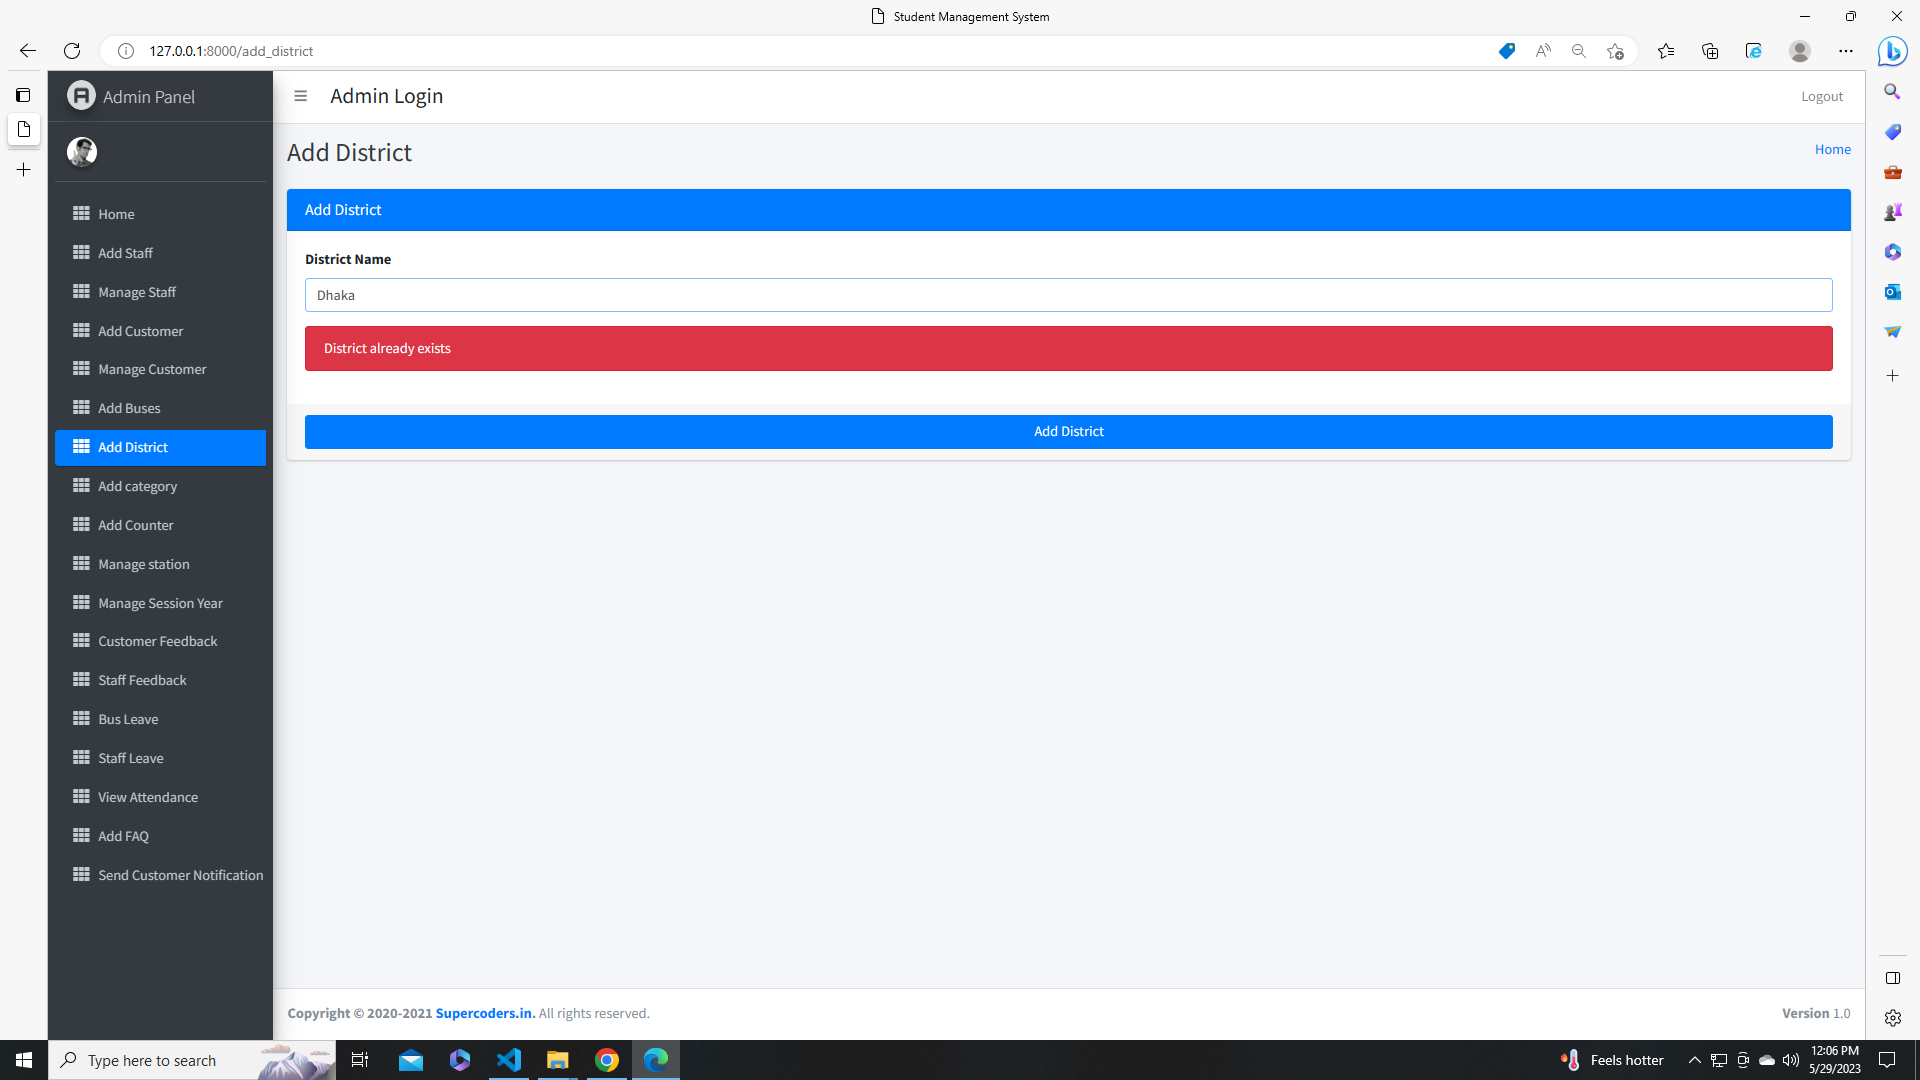 Student Management System
127.0.0.1:8000/add_district
Admin Panel
Admin Login
Logout
Add District
Home
Home
Add Staff
Manage Staff
Add Customer
Manage Customer
Add Buses
Add District
Add category
Add Counter
Manage station
Manage Session Year
Customer Feedback
Staff Feedback
Bus Leave
Staff Leave
View Attendance
Add FAQ
Send Customer Notification
Add District
District Name
Dhaka
District already exists
Add District
Copyright © 2020-2021 Supercoders.in. All rights reserved.
Version 1.0
Type here to search
Feels hotter
12:06 PM
5/29/2023